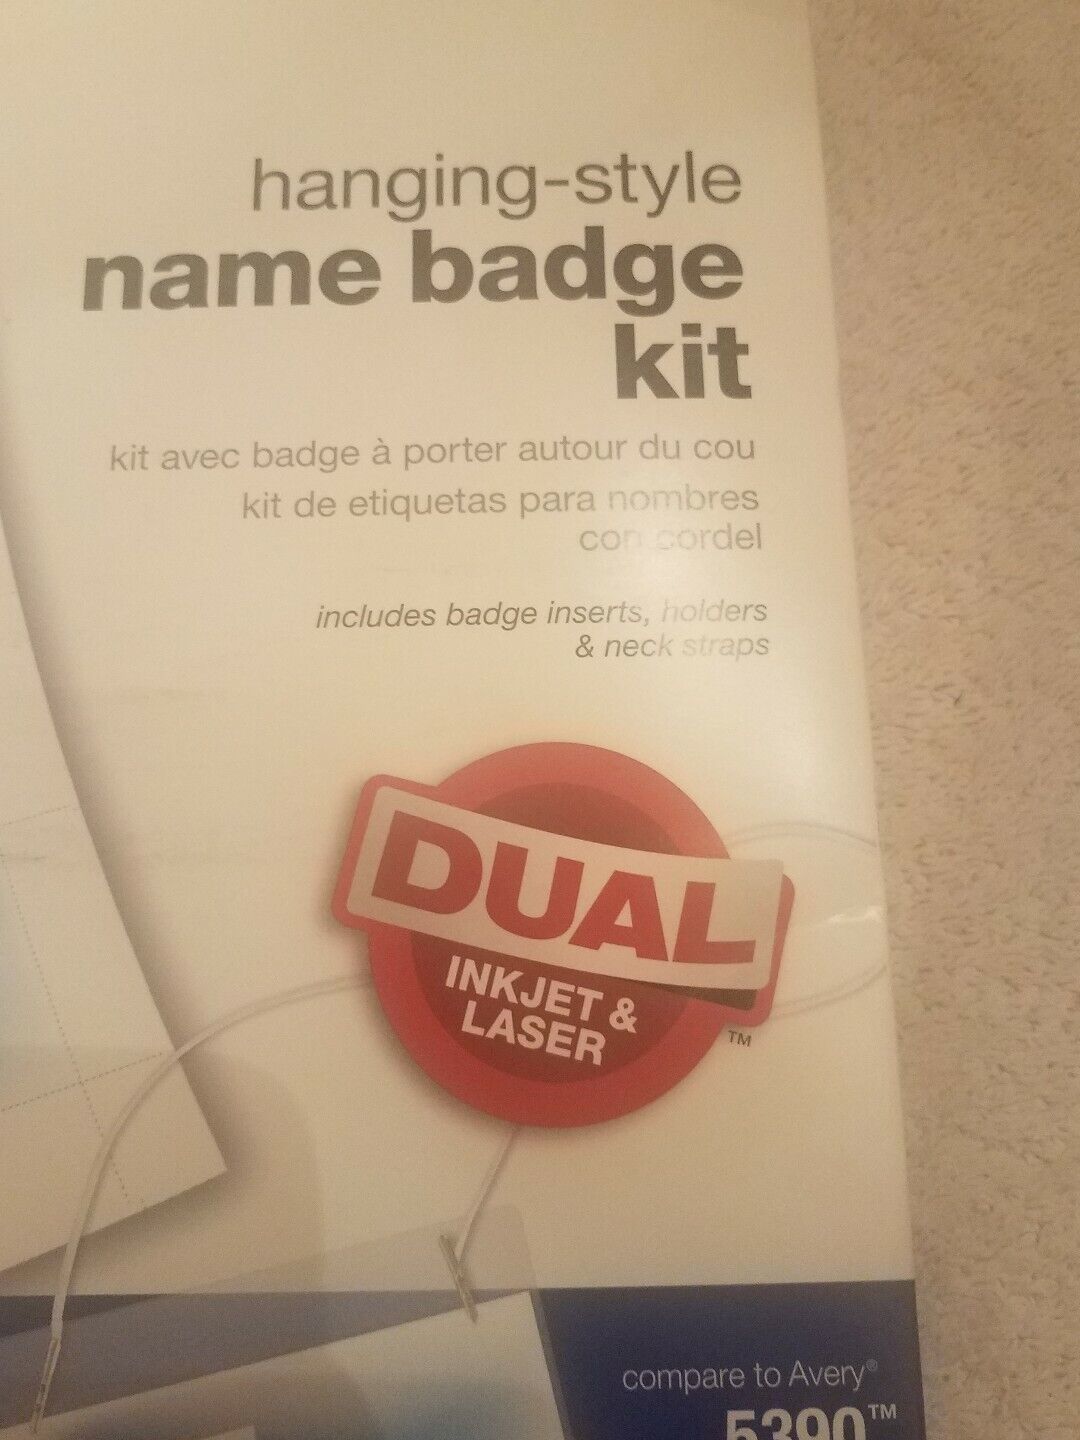 hanging-style
name badge
kit
kit avec badge à porter autour du cou
kit de etiquetas para nombres
con cordel
includes badge inserts, holders
& neck straps
DUAL
INKJET &
LASER
TM
compare to Avery®
5390™